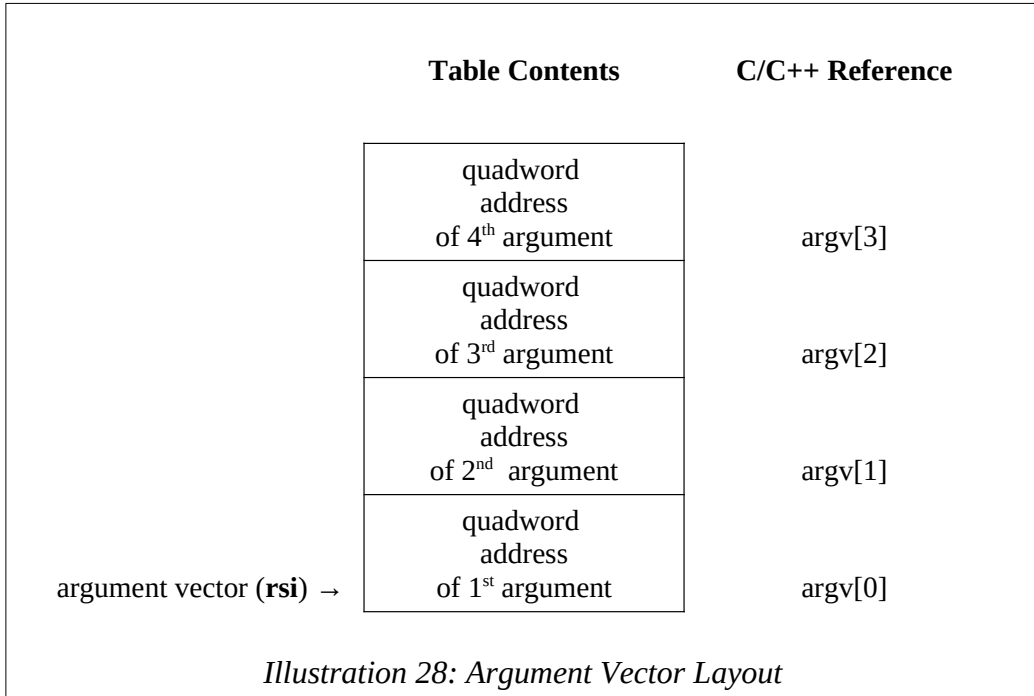 Table Contents C/C++ Reference
quadword
address
of 4th argument argv[3]
quadword
address
of 3rd argument argv[2]
quadword
address
of 2nd argument argv[1]
quadword
address
argument vector (rsi) → of 1st argument argv[0]
Illustration 28: Argument Vector Layout